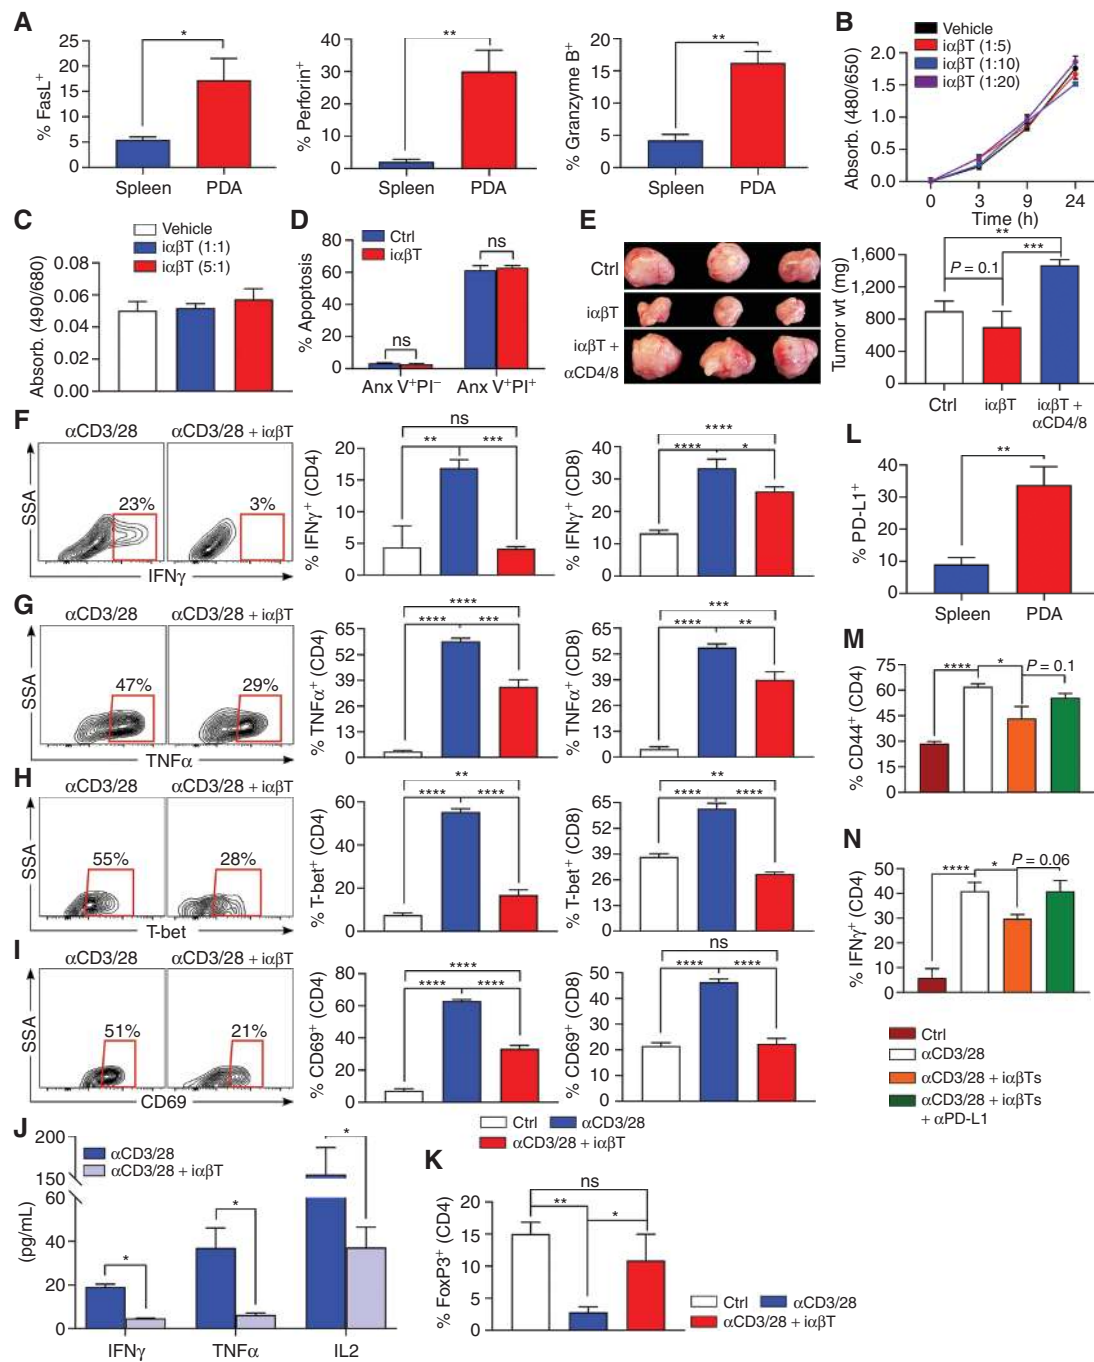 A
% FasL+
25
20
15
10
5
0
*
Spleen
PDA
% Perforin+
40
30
20
10
0
**
Spleen
PDA
% Granzyme B+
20
15
10
5
0
**
Spleen
PDA
B
Vehicle
iαβT (1:5)
iαβT (1:10)
iαβT (1:20)
Absorb. (480/650)
2.0
1.5
1.0
0.5
0.0
0
3
9
24
Time (h)
C
Vehicle
iαβT (1:1)
iαβT (5:1)
Absorb. (490/680)
0.08
0.06
0.04
0.02
0.00
D
Ctrl
iαβT
% Apoptosis
80
60
40
20
0
ns
ns
Anx V+PI−
Anx V+PI+
E
Ctrl
iαβT
iαβT +
αCD4/8
Tumor wt (mg)
1,600
1,200
800
400
0
**
***
P = 0.1
Ctrl
iαβT
iαβT +
αCD4/8
F
αCD3/28
αCD3/28 + iαβT
SSA
23%
3%
IFNγ
% IFNγ+ (CD4)
20
15
10
5
0
ns
**
***
% IFNγ+ (CD8)
40
30
20
10
0
****
****
*
G
αCD3/28
αCD3/28 + iαβT
SSA
47%
29%
TNFα
% TNFα+ (CD4)
65
52
39
26
13
0
****
****
***
% TNFα+ (CD8)
65
52
39
26
13
0
***
****
**
H
αCD3/28
αCD3/28 + iαβT
SSA
55%
28%
T-bet
% T-bet+ (CD4)
60
40
20
0
**
****
****
% T-bet+ (CD8)
65
52
39
26
13
0
**
****
****
I
αCD3/28
αCD3/28 + iαβT
SSA
51%
21%
CD69
% CD69+ (CD4)
80
60
40
20
0
****
****
****
% CD69+ (CD8)
50
40
30
20
10
0
ns
****
****
Ctrl
αCD3/28
αCD3/28 + iαβT
J
αCD3/28
αCD3/28 + iαβT
(pg/mL)
200
150
60
40
20
0
*
*
*
IFNγ
TNFα
IL2
K
% FoxP3+ (CD4)
20
15
10
5
0
ns
**
*
Ctrl
αCD3/28
αCD3/28 + iαβT
L
% PD-L1+
40
30
20
10
0
**
Spleen
PDA
M
% CD44+ (CD4)
75
60
45
30
15
0
****
*
P = 0.1
N
% IFNγ+ (CD4)
50
40
30
20
10
0
****
*
P = 0.06
Ctrl
αCD3/28
αCD3/28 + iαβTs
αCD3/28 + iαβTs
+ αPD-L1